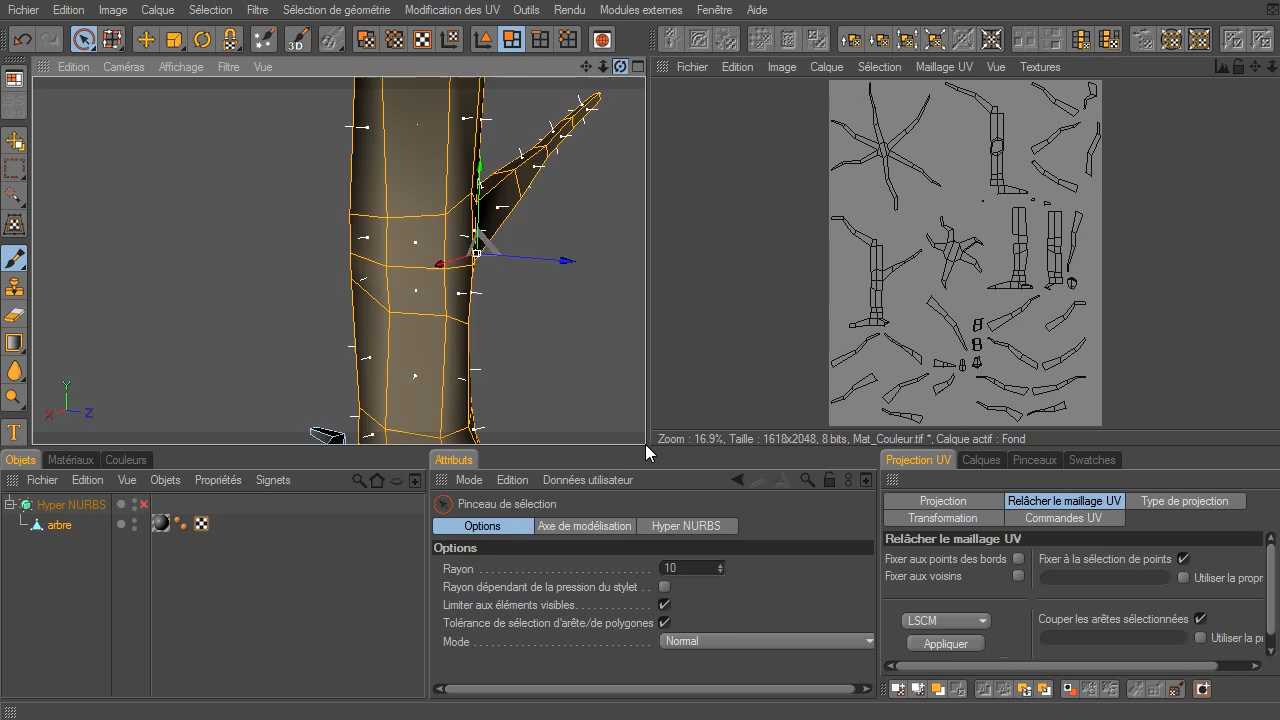 Fichier Edition Image Calque Sélection Filtre Sélection de géométrie Modification des UV Outils Rendu Modules externes Fenêtre Aide
3D
Edition Caméras Affichage Filtre Vue
Fichier Edition Image Calque Sélection Maillage UV Vue Textures
Y
X Z
T
Zoom : 16.9%, Taille : 1618x2048, 8 bits, Mat_Couleur.tif *, Calque actif : Fond
Objets Matériaux Couleurs
Fichier Edition Vue Objets Propriétés Signets
Hyper NURBS
arbre
Attributs
Mode Edition Données utilisateur
Pinceau de sélection
Options Axe de modélisation Hyper NURBS
Options
Rayon 10
Rayon dépendant de la pression du stylet
Limiter aux éléments visibles
Tolérance de sélection d'arête/de polygones
Mode Normal
Projection UV Calques Pinceaux Swatches
Projection Relâcher le maillage UV Type de projection
Transformation Commandes UV
Relâcher le maillage UV
Fixer aux points des bords Fixer à la sélection de points
Fixer aux voisins Utiliser la propr
LSCM Couper les arêtes sélectionnées
Appliquer Utiliser la p